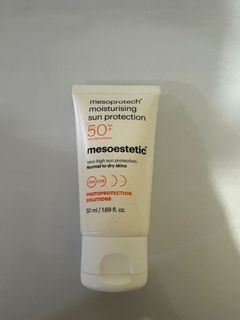 mesoprotech®
moisturising
sun protection
50+
mesoestetic®
very high sun protection
Normal to dry skins
PHOTOPROTECTION
SOLUTIONS
50 ml / 1.69 fl. oz.